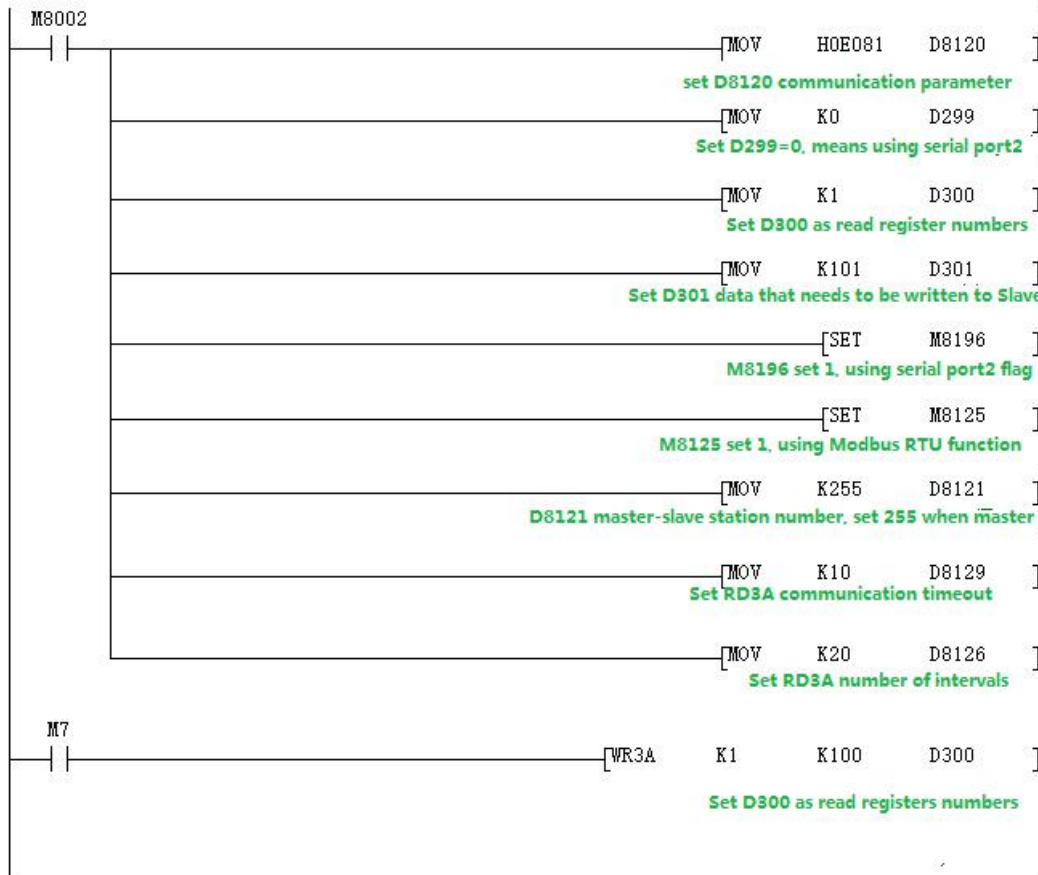 M8002
[MOV H0E081 D8120 ]
set D8120 communication parameter
[MOV K0 D299 ]
Set D299=0, means using serial port2
[MOV K1 D300 ]
Set D300 as read register numbers
[MOV K101 D301 ]
Set D301 data that needs to be written to Slave
[SET M8196 ]
M8196 set 1, using serial port2 flag
[SET M8125 ]
M8125 set 1, using Modbus RTU function
[MOV K255 D8121 ]
D8121 master-slave station number, set 255 when master
[MOV K10 D8129 ]
Set RD3A communication timeout
[MOV K20 D8126 ]
Set RD3A number of intervals
M7
[WR3A K1 K100 D300 ]
Set D300 as read registers numbers